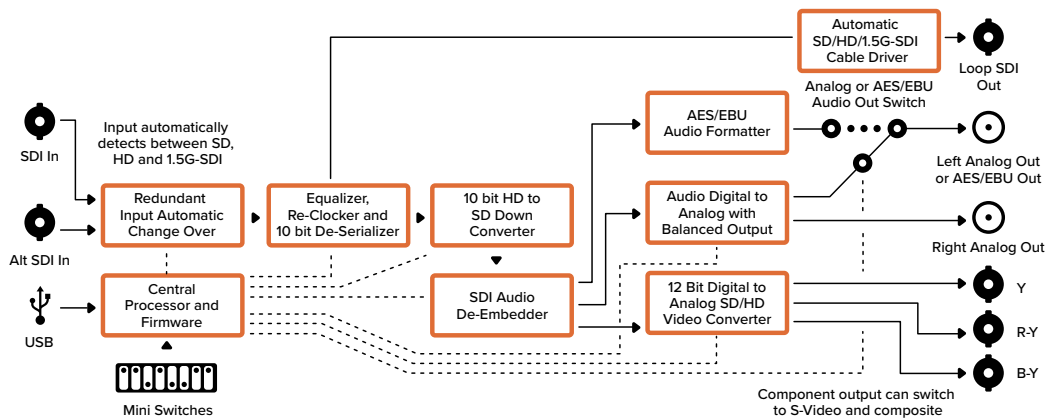 Automatic
SD/HD/1.5G-SDI
Cable Driver
Loop SDI
Out
Analog or AES/EBU
Audio Out Switch
SDI In
Input automatically
detects between SD,
HD and 1.5G-SDI
AES/EBU
Audio Formatter
Left Analog Out
or AES/EBU Out
Alt SDI In
Redundant
Input Automatic
Change Over
Equalizer,
Re-Clocker and
10 bit De-Serializer
10 bit HD to
SD Down
Converter
Audio Digital to
Analog with
Balanced Output
Right Analog Out
USB
Central
Processor and
Firmware
SDI Audio
De-Embedder
12 Bit Digital to
Analog SD/HD
Video Converter
Y
R-Y
B-Y
Mini Switches
Component output can switch
to S-Video and composite